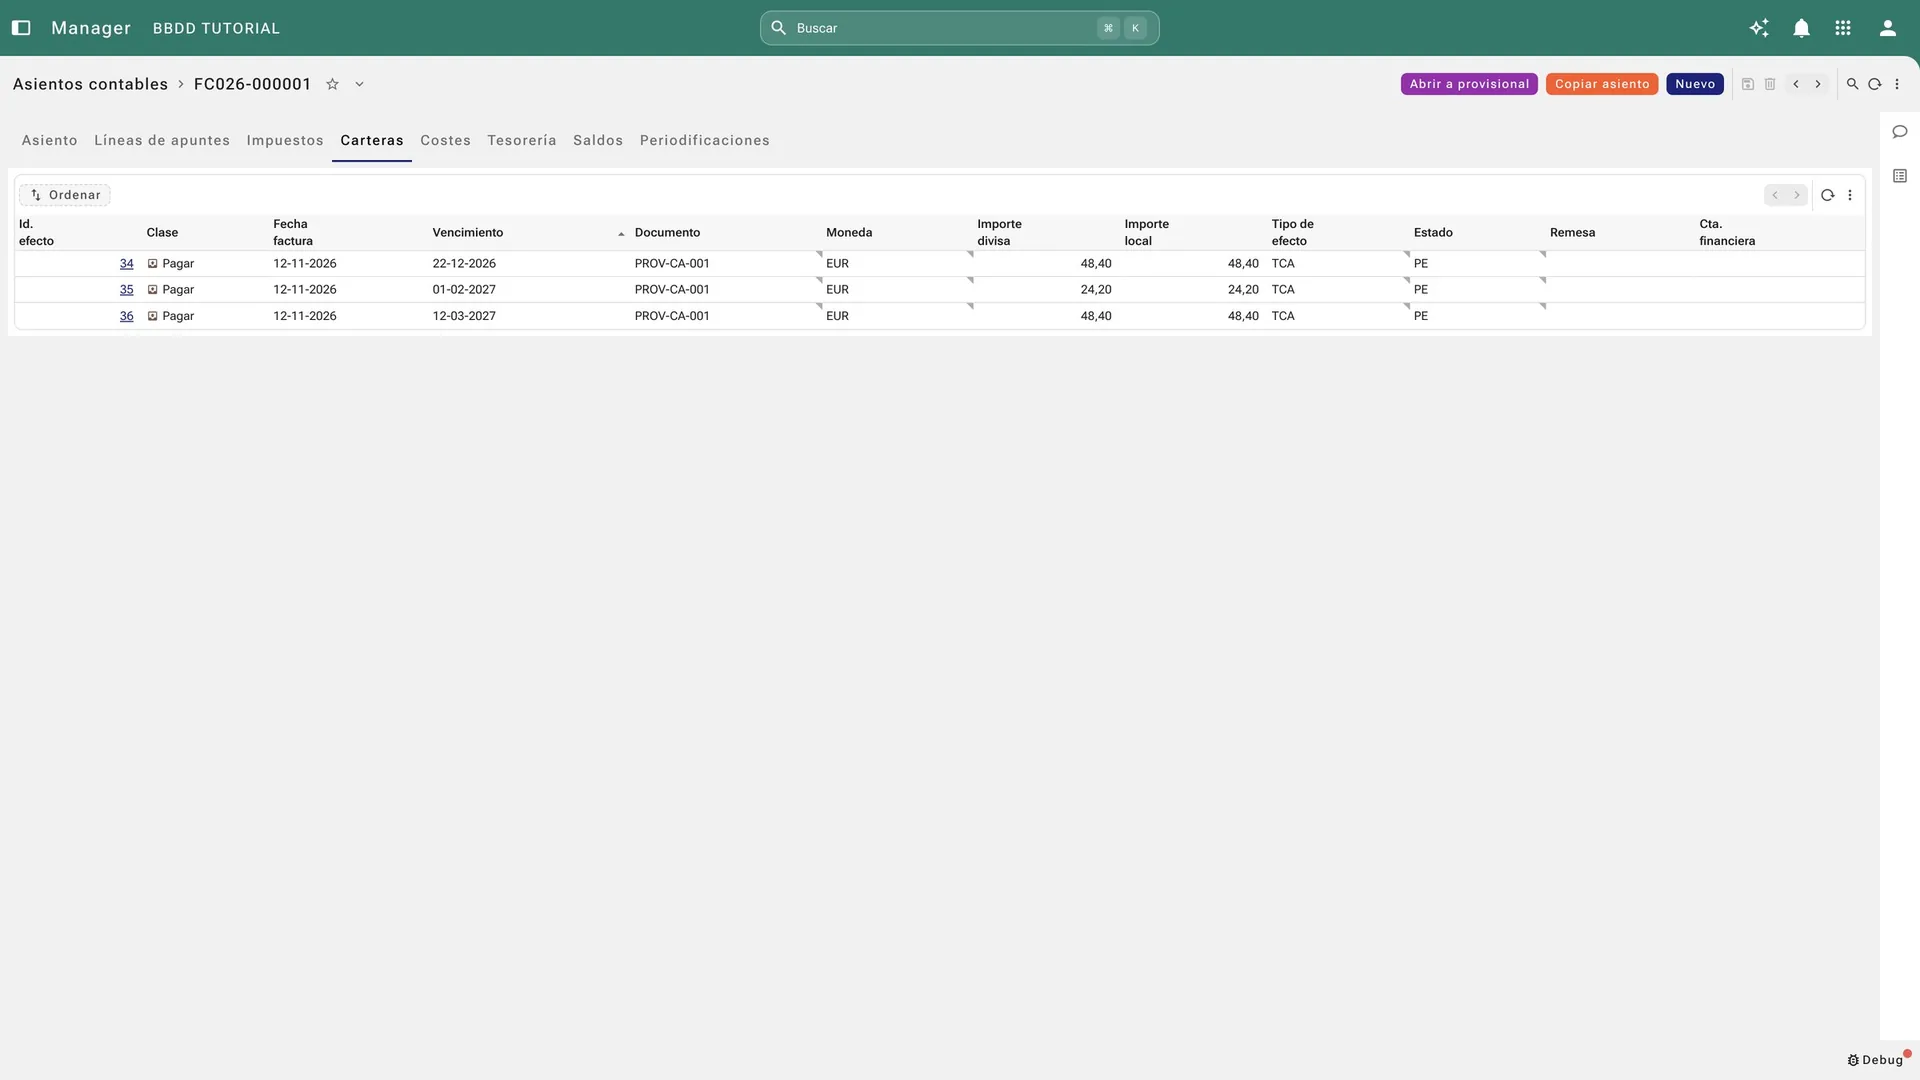 Manager BBDD TUTORIAL Buscar ⌘ K
Asientos contables › FC026-000001 Abrir a provisional Copiar asiento Nuevo
Asiento Líneas de apuntes Impuestos Carteras Costes Tesorería Saldos Periodificaciones
Ordenar
Id. efecto Clase Fecha factura Vencimiento Documento Moneda Importe divisa Importe local Tipo de efecto Estado Remesa Cta. financiera
34 Pagar 12-11-2026 22-12-2026 PROV-CA-001 EUR 48,40 48,40 TCA PE
35 Pagar 12-11-2026 01-02-2027 PROV-CA-001 EUR 24,20 24,20 TCA PE
36 Pagar 12-11-2026 12-03-2027 PROV-CA-001 EUR 48,40 48,40 TCA PE
Debug